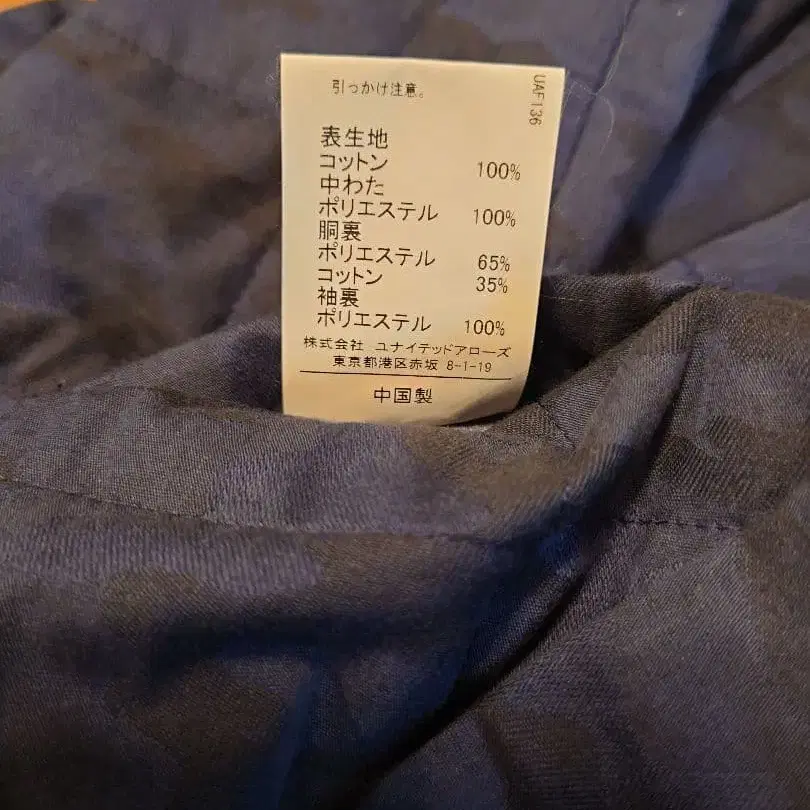 引っかけ注意。
UAF136
表生地
コットン 100%
中わた
ポリエステル 100%
胴裏
ポリエステル 65%
コットン 35%
袖裏
ポリエステル 100%
株式会社 ユナイテッドアローズ
東京都港区赤坂 8-1-19
中国製